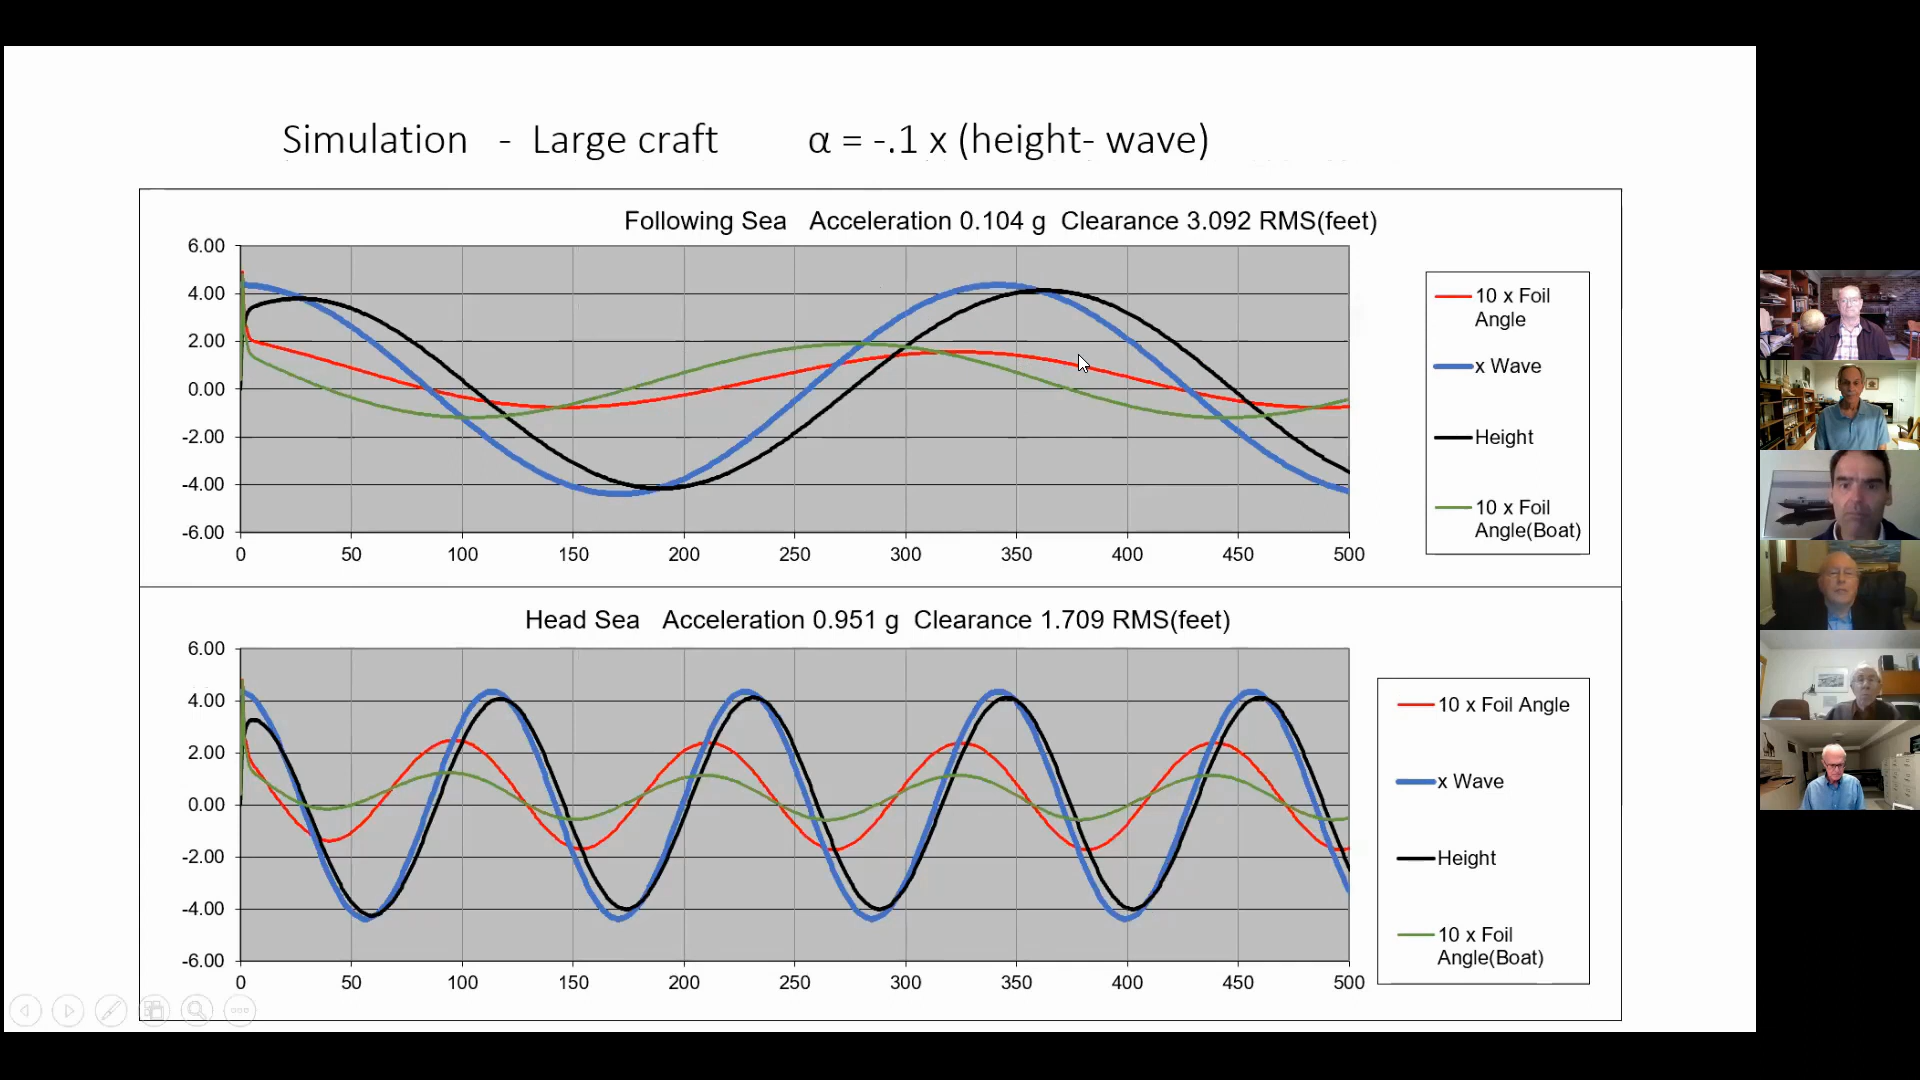 Simulation - Large craft α = -.1 x (height- wave)
Following Sea Acceleration 0.104 g Clearance 3.092 RMS(feet)
6.00
4.00
2.00
0.00
-2.00
-4.00
-6.00
0 50 100 150 200 250 300 350 400 450 500
10 x Foil
Angle
x Wave
Height
10 x Foil
Angle(Boat)
Head Sea Acceleration 0.951 g Clearance 1.709 RMS(feet)
6.00
4.00
2.00
0.00
-2.00
-4.00
-6.00
0 50 100 150 200 250 300 350 400 450 500
10 x Foil Angle
x Wave
Height
10 x Foil
Angle(Boat)